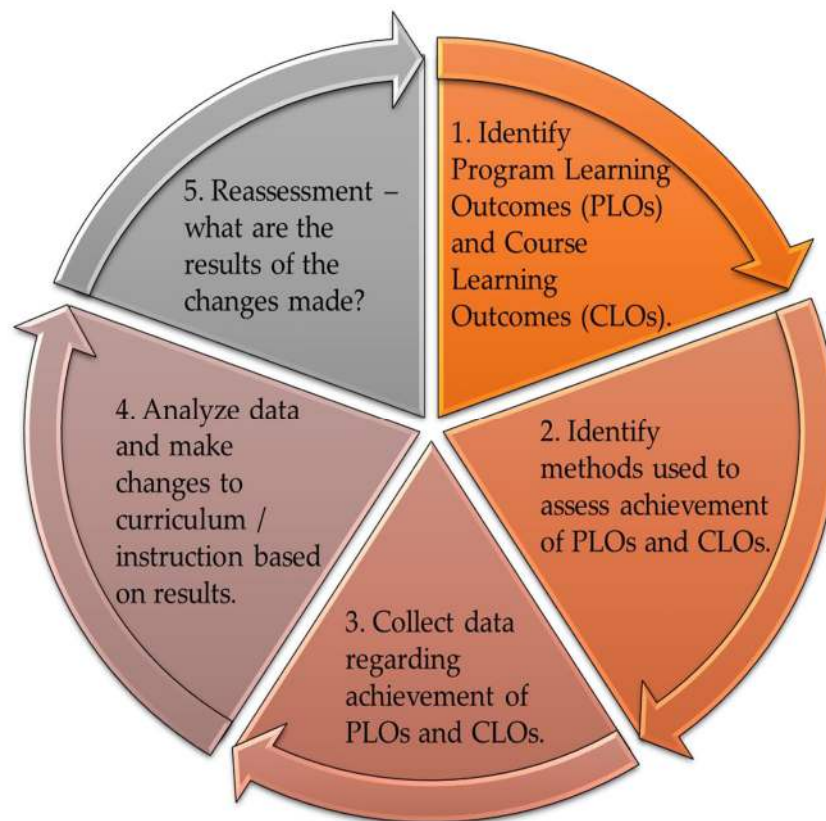 1. Identify
Program Learning
Outcomes (PLOs)
and Course
Learning
Outcomes (CLOs).
2. Identify
methods used to
assess achievement
of PLOs and CLOs.
3. Collect data
regarding
achievement of
PLOs and CLOs.
4. Analyze data
and make
changes to
curriculum /
instruction based
on results.
5. Reassessment –
what are the
results of the
changes made?